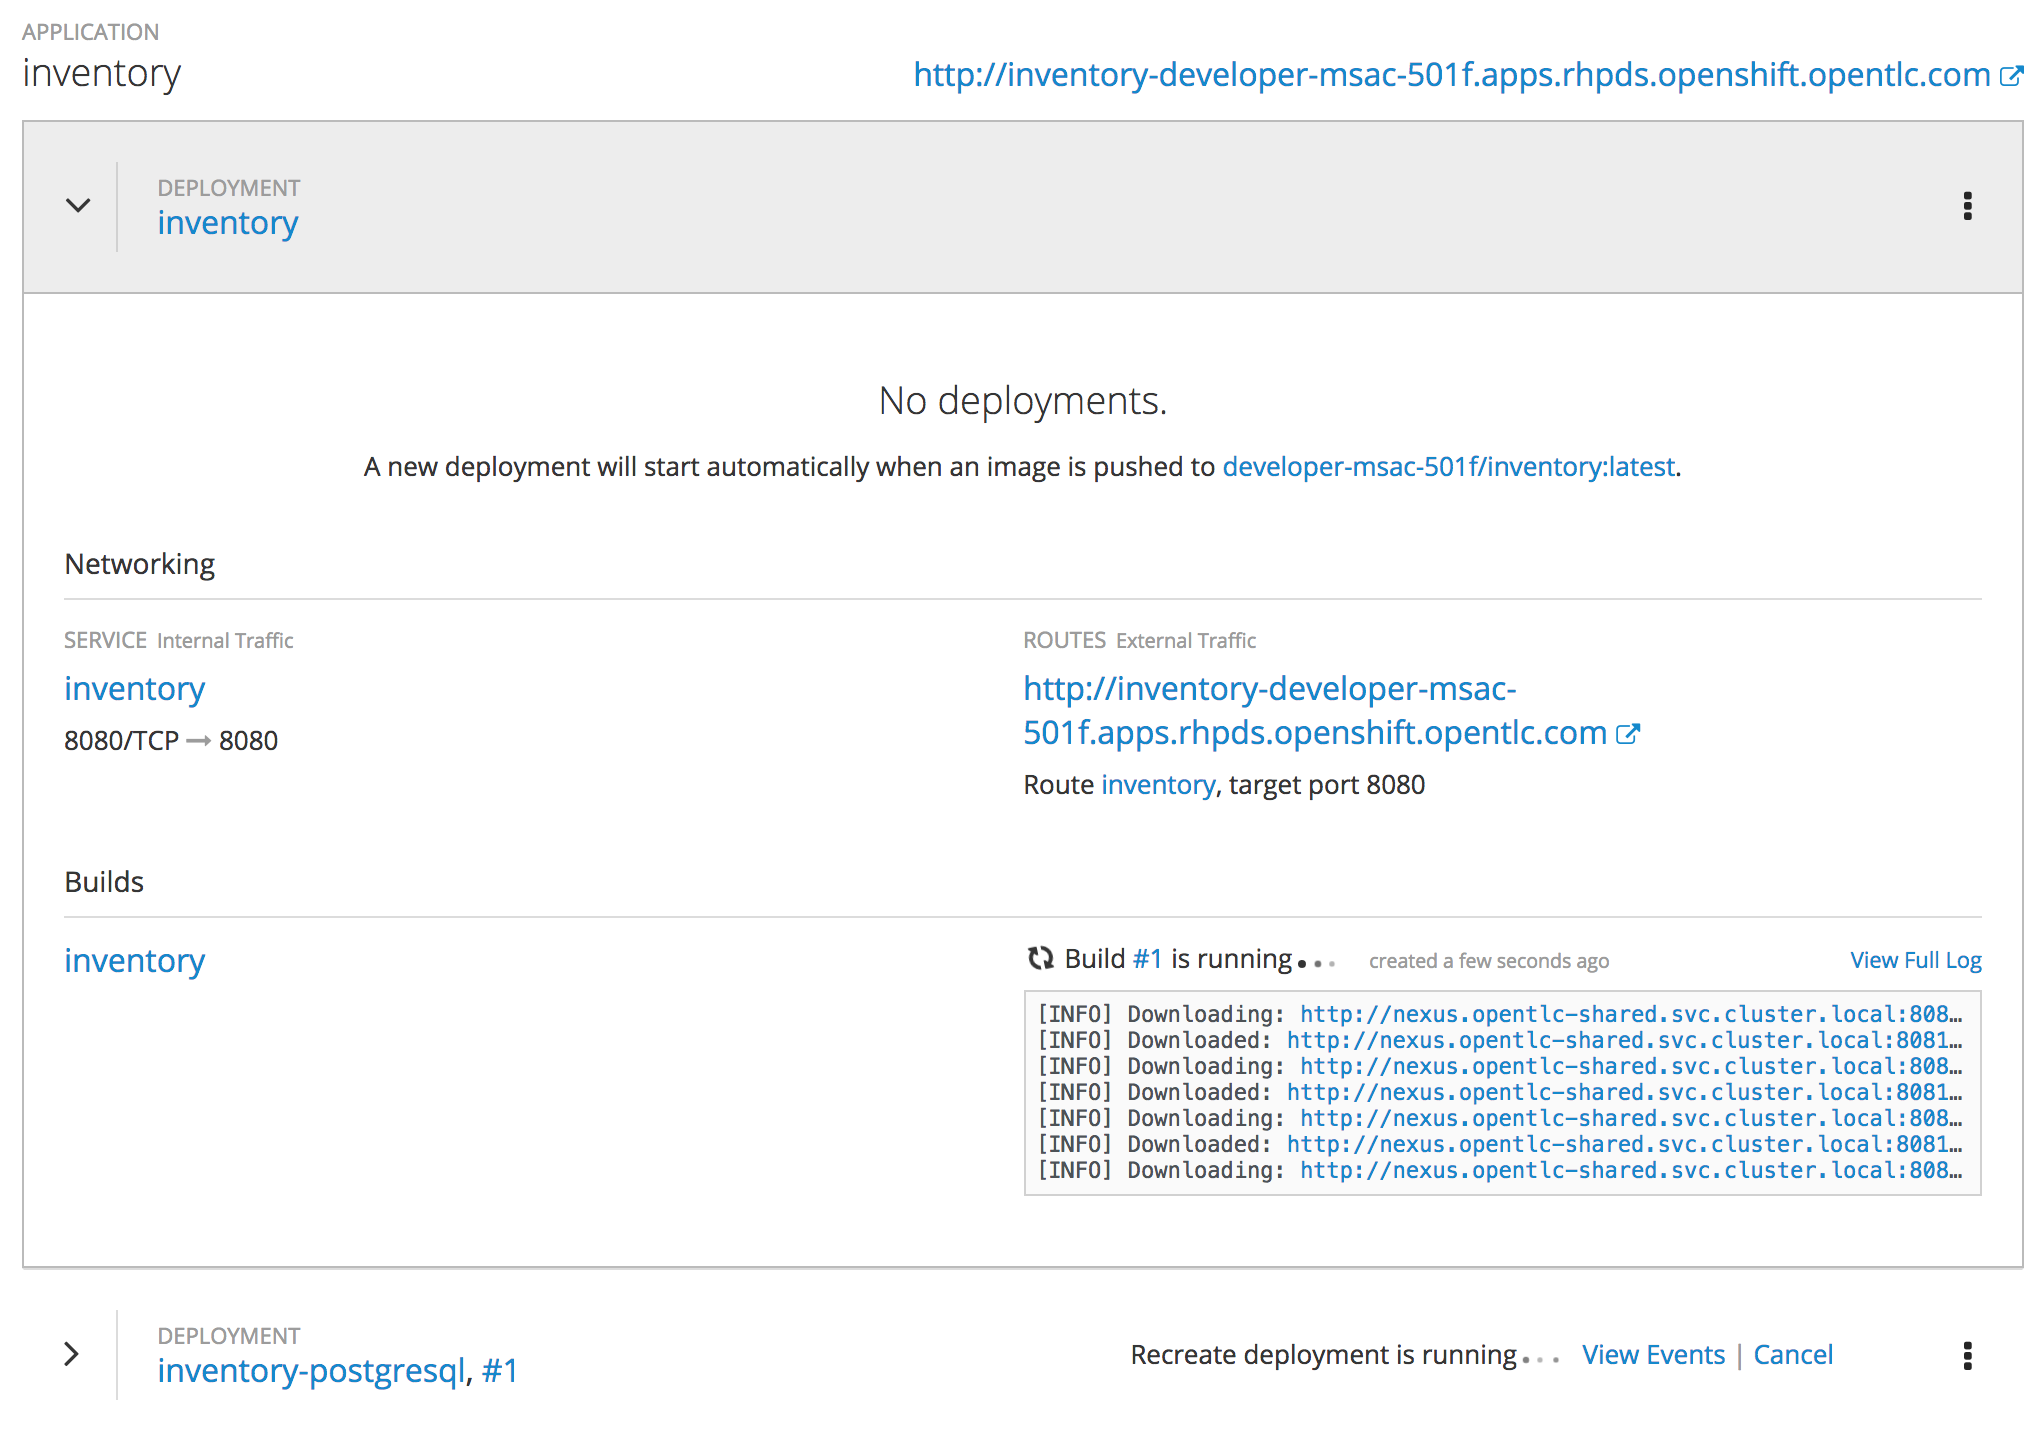 APPLICATION
inventory
http://inventory-developer-msac-501f.apps.rhpds.openshift.opentlc.com
DEPLOYMENT
inventory
No deployments.
A new deployment will start automatically when an image is pushed to developer-msac-501f/inventory:latest.
Networking
SERVICE Internal Traffic
inventory
8080/TCP → 8080
ROUTES External Traffic
http://inventory-developer-msac-
501f.apps.rhpds.openshift.opentlc.com
Route inventory, target port 8080
Builds
inventory
Build #1 is running... created a few seconds ago View Full Log
[INFO] Downloading: http://nexus.opentlc-shared.svc.cluster.local:808…
[INFO] Downloaded: http://nexus.opentlc-shared.svc.cluster.local:8081…
[INFO] Downloading: http://nexus.opentlc-shared.svc.cluster.local:808…
[INFO] Downloaded: http://nexus.opentlc-shared.svc.cluster.local:8081…
[INFO] Downloading: http://nexus.opentlc-shared.svc.cluster.local:808…
[INFO] Downloaded: http://nexus.opentlc-shared.svc.cluster.local:8081…
[INFO] Downloading: http://nexus.opentlc-shared.svc.cluster.local:808…
DEPLOYMENT
inventory-postgresql, #1
Recreate deployment is running... View Events | Cancel